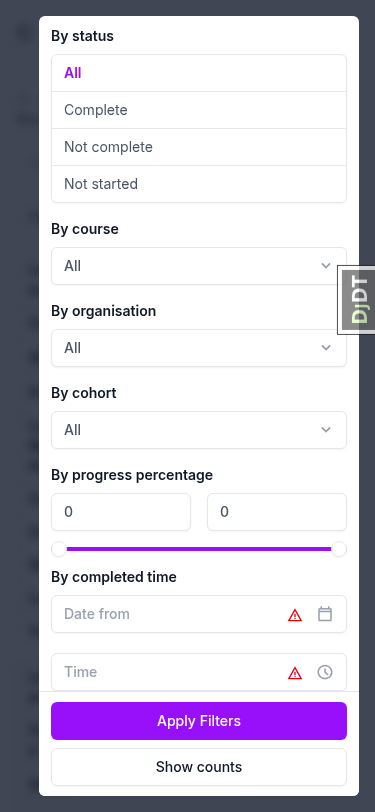 By status
All
Complete
Not complete
Not started
By course
All
DjDT
By organisation
All
By cohort
All
By progress percentage
0 0
By completed time
Date from
Time
Apply Filters
Show counts